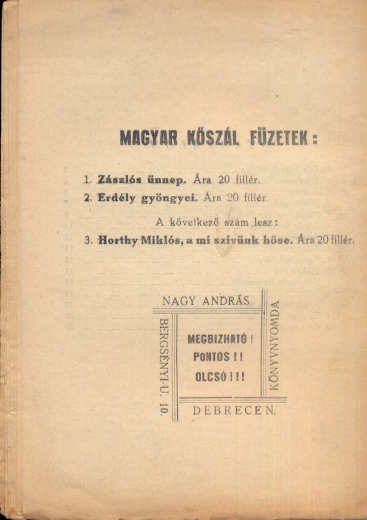 MAGYAR KŐSZÁL FÜZETEK:
1. Zászlós ünnep. Ára 20 fillér.
2. Erdély gyöngyei. Ára 20 fillér.
A következő szám lesz:
3. Horthy Miklós, a mi szívünk hőse. Ára 20 fillér.
NAGY ANDRÁS
KÖNYVNYOMDA
MEGBIZHATÓ!
PONTOS!!
OLCSÓ!!!
BERCSÉNYI-U. 10.
DEBRECEN.